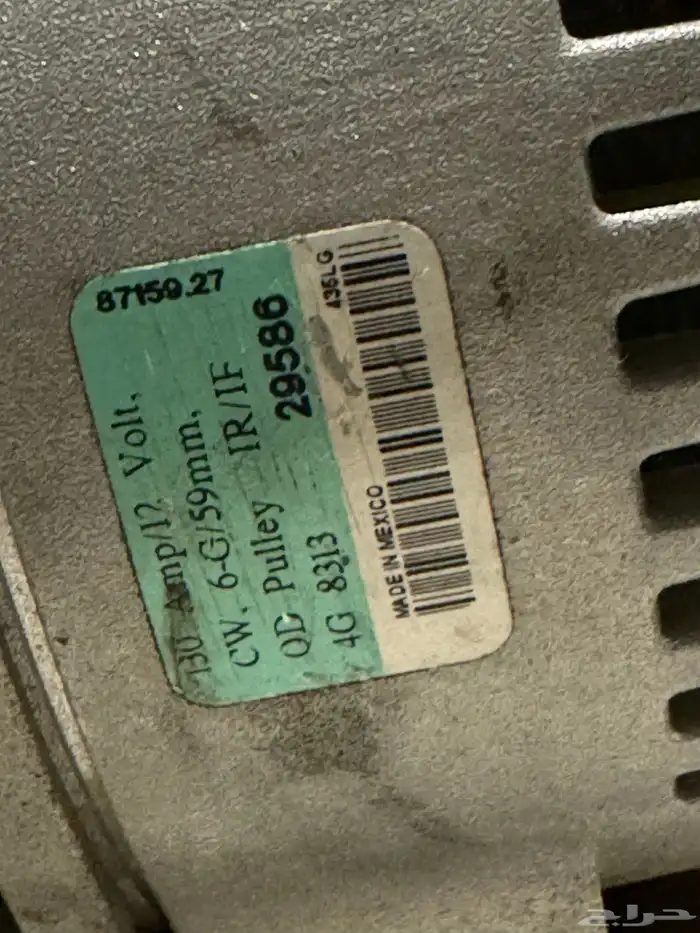 87159.27
130 Amp/12 Volt,
CW, 6-G/59mm,
OD Pulley IR/IF
29586
4G 8313
436LG
MADE IN MEXICO
حراج